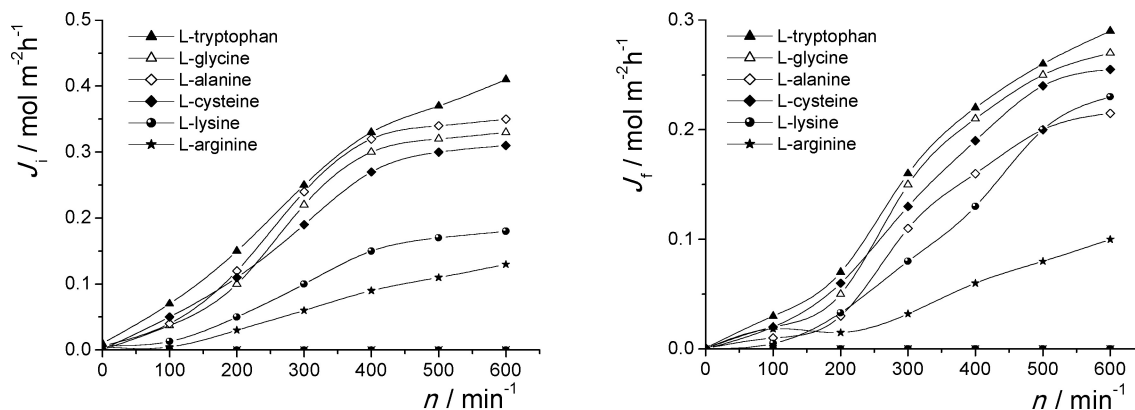 0.5
0.4
0.3
0.2
0.1
0.0
J_i / mol m⁻²h⁻¹
L-tryptophan
L-glycine
L-alanine
L-cysteine
L-lysine
L-arginine
0 100 200 300 400 500 600
n / min⁻¹
0.3
0.2
0.1
0.0
J_f / mol m⁻²h⁻¹
L-tryptophan
L-glycine
L-alanine
L-cysteine
L-lysine
L-arginine
0 100 200 300 400 500 600
n / min⁻¹